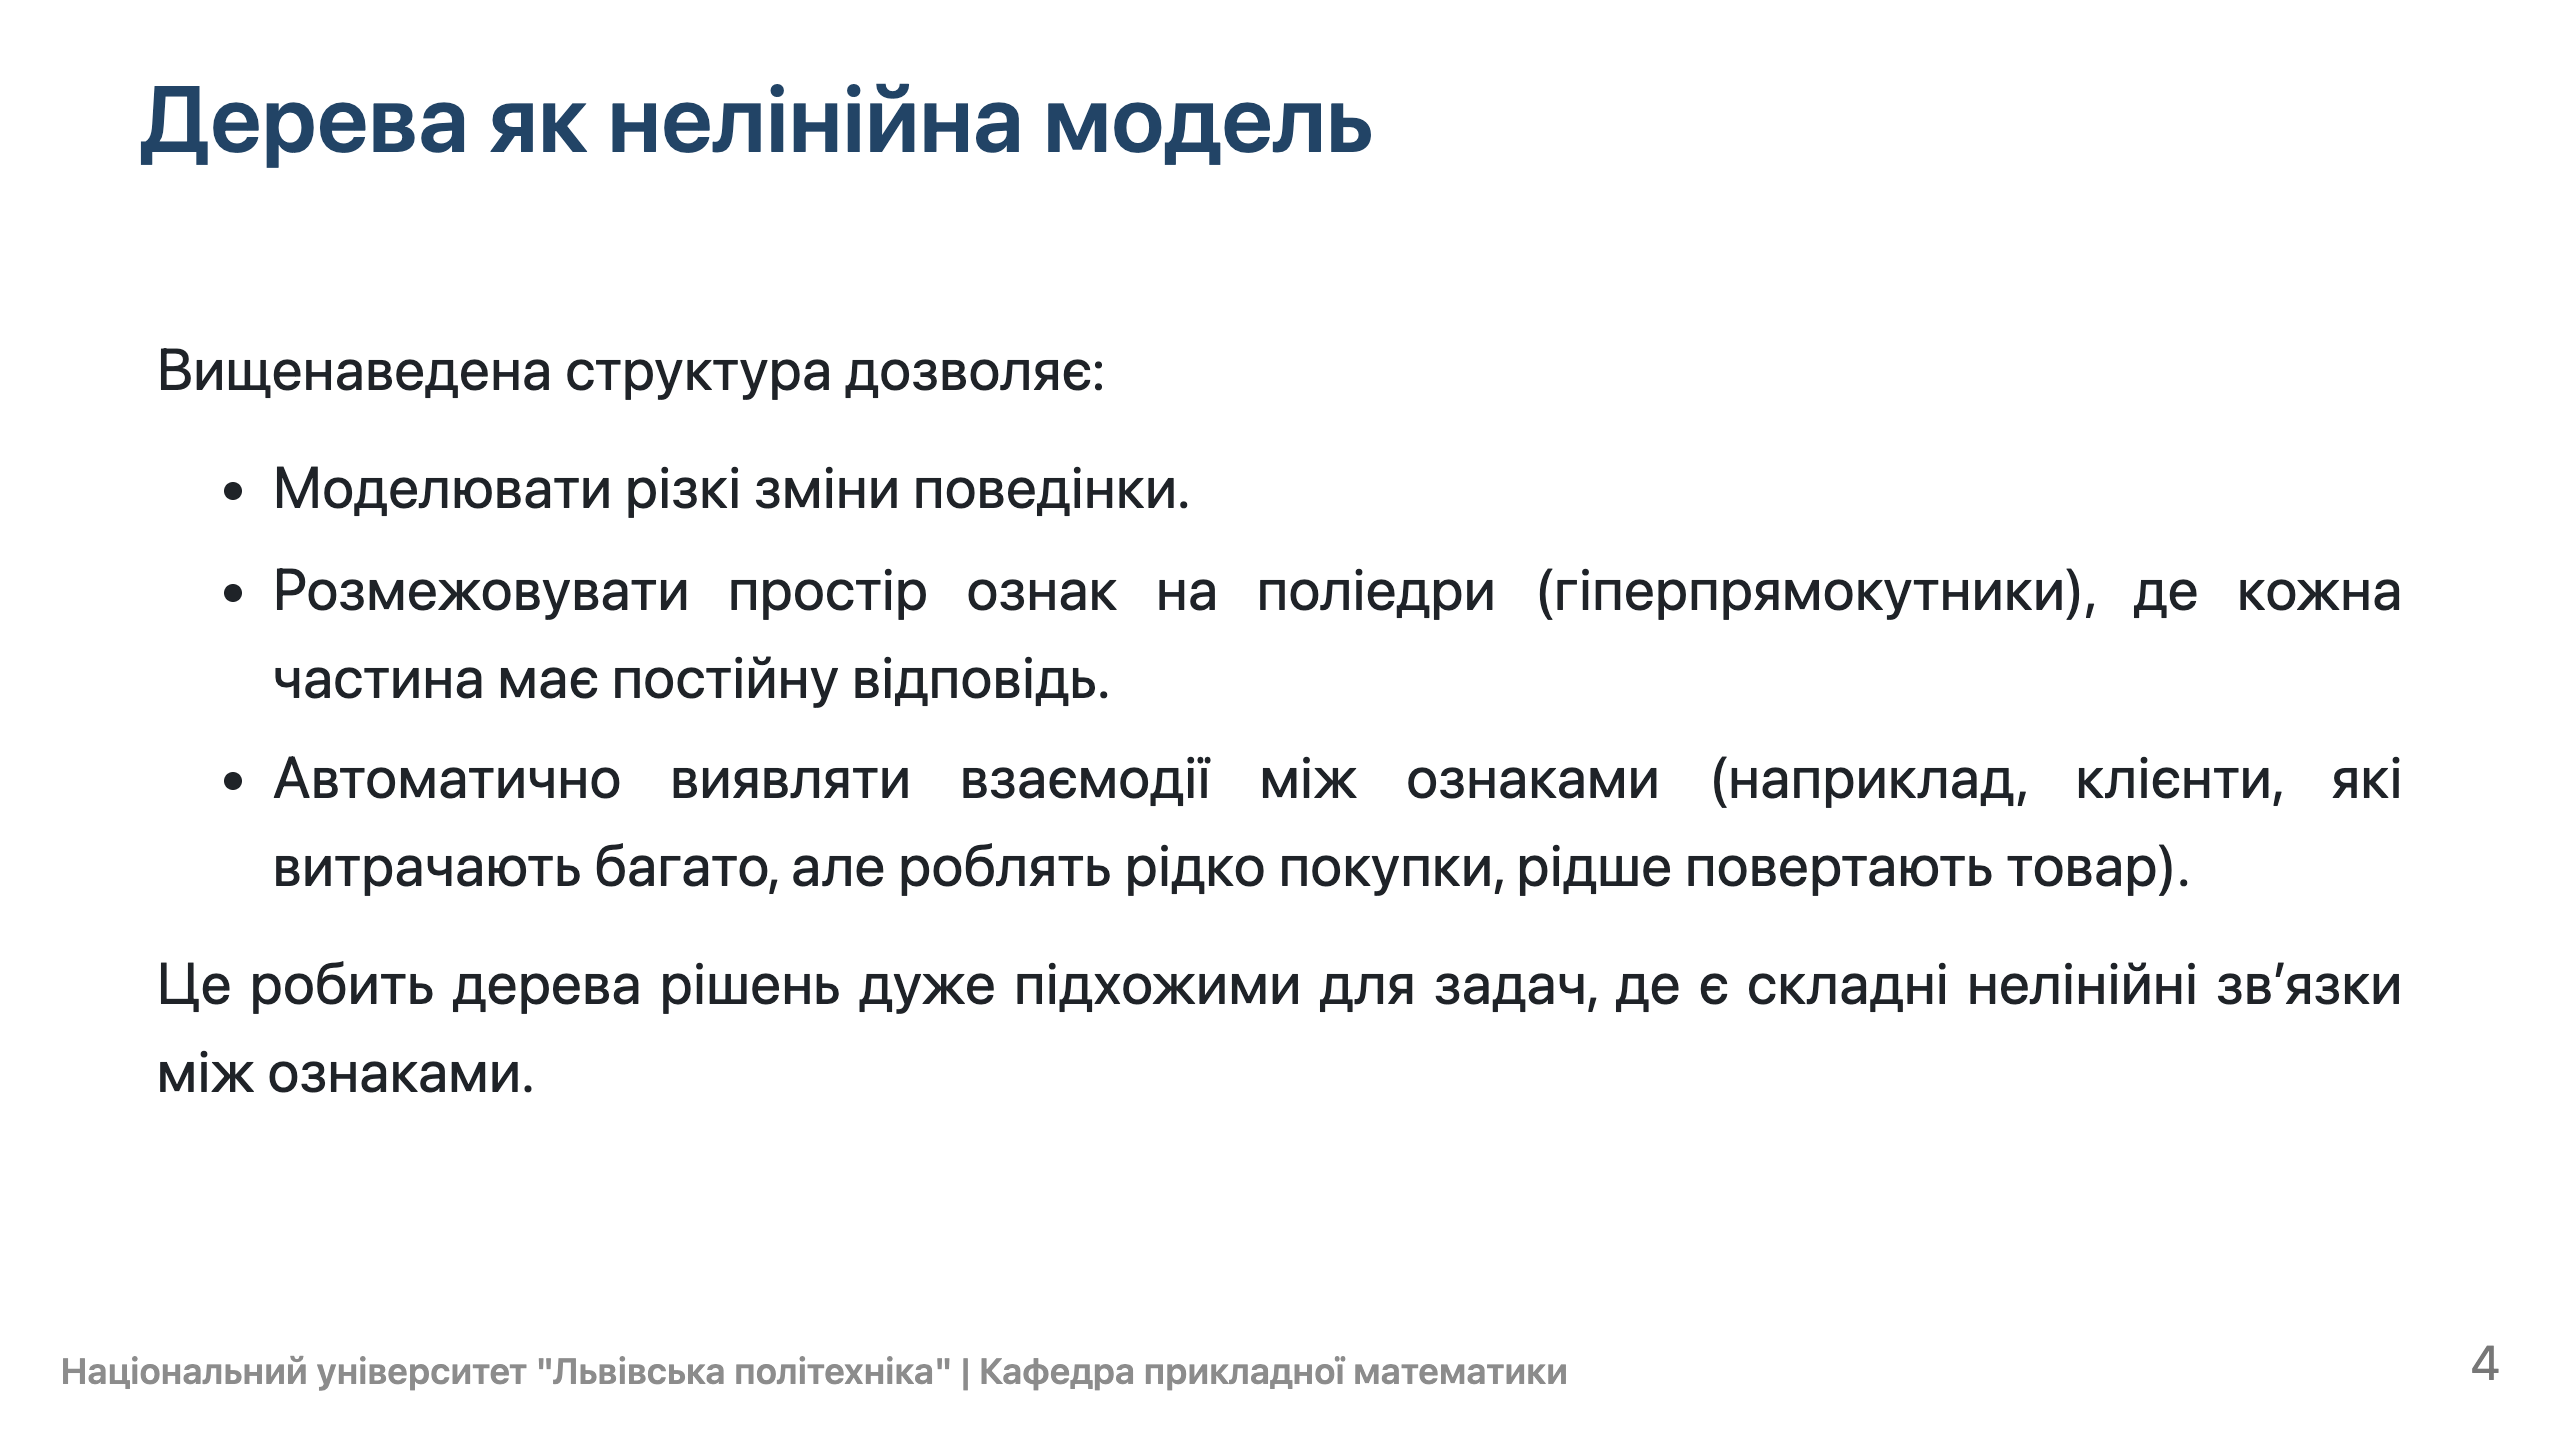 Дерева як нелінійна модель
Вищенаведена структура дозволяє:
• Моделювати різкі зміни поведінки.
• Розмежовувати простір ознак на поліедри (гіперпрямокутники), де кожна
частина має постійну відповідь.
• Автоматично виявляти взаємодії між ознаками (наприклад, клієнти, які
витрачають багато, але роблять рідко покупки, рідше повертають товар).
Це робить дерева рішень дуже підхожими для задач, де є складні нелінійні зв’язки
між ознаками.
Національний університет "Львівська політехніка" | Кафедра прикладної математики
4